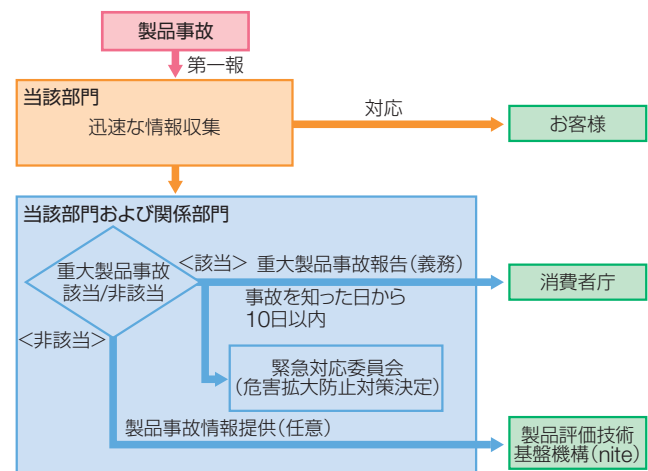 製品事故
第一報
当該部門
迅速な情報収集
対応
お客様
当該部門および関係部門
重大製品事故
該当/非該当
<該当>
重大製品事故報告(義務)
消費者庁
事故を知った日から
10日以内
<非該当>
緊急対応委員会
(危害拡大防止対策決定)
製品事故情報提供(任意)
製品評価技術
基盤機構(nite)